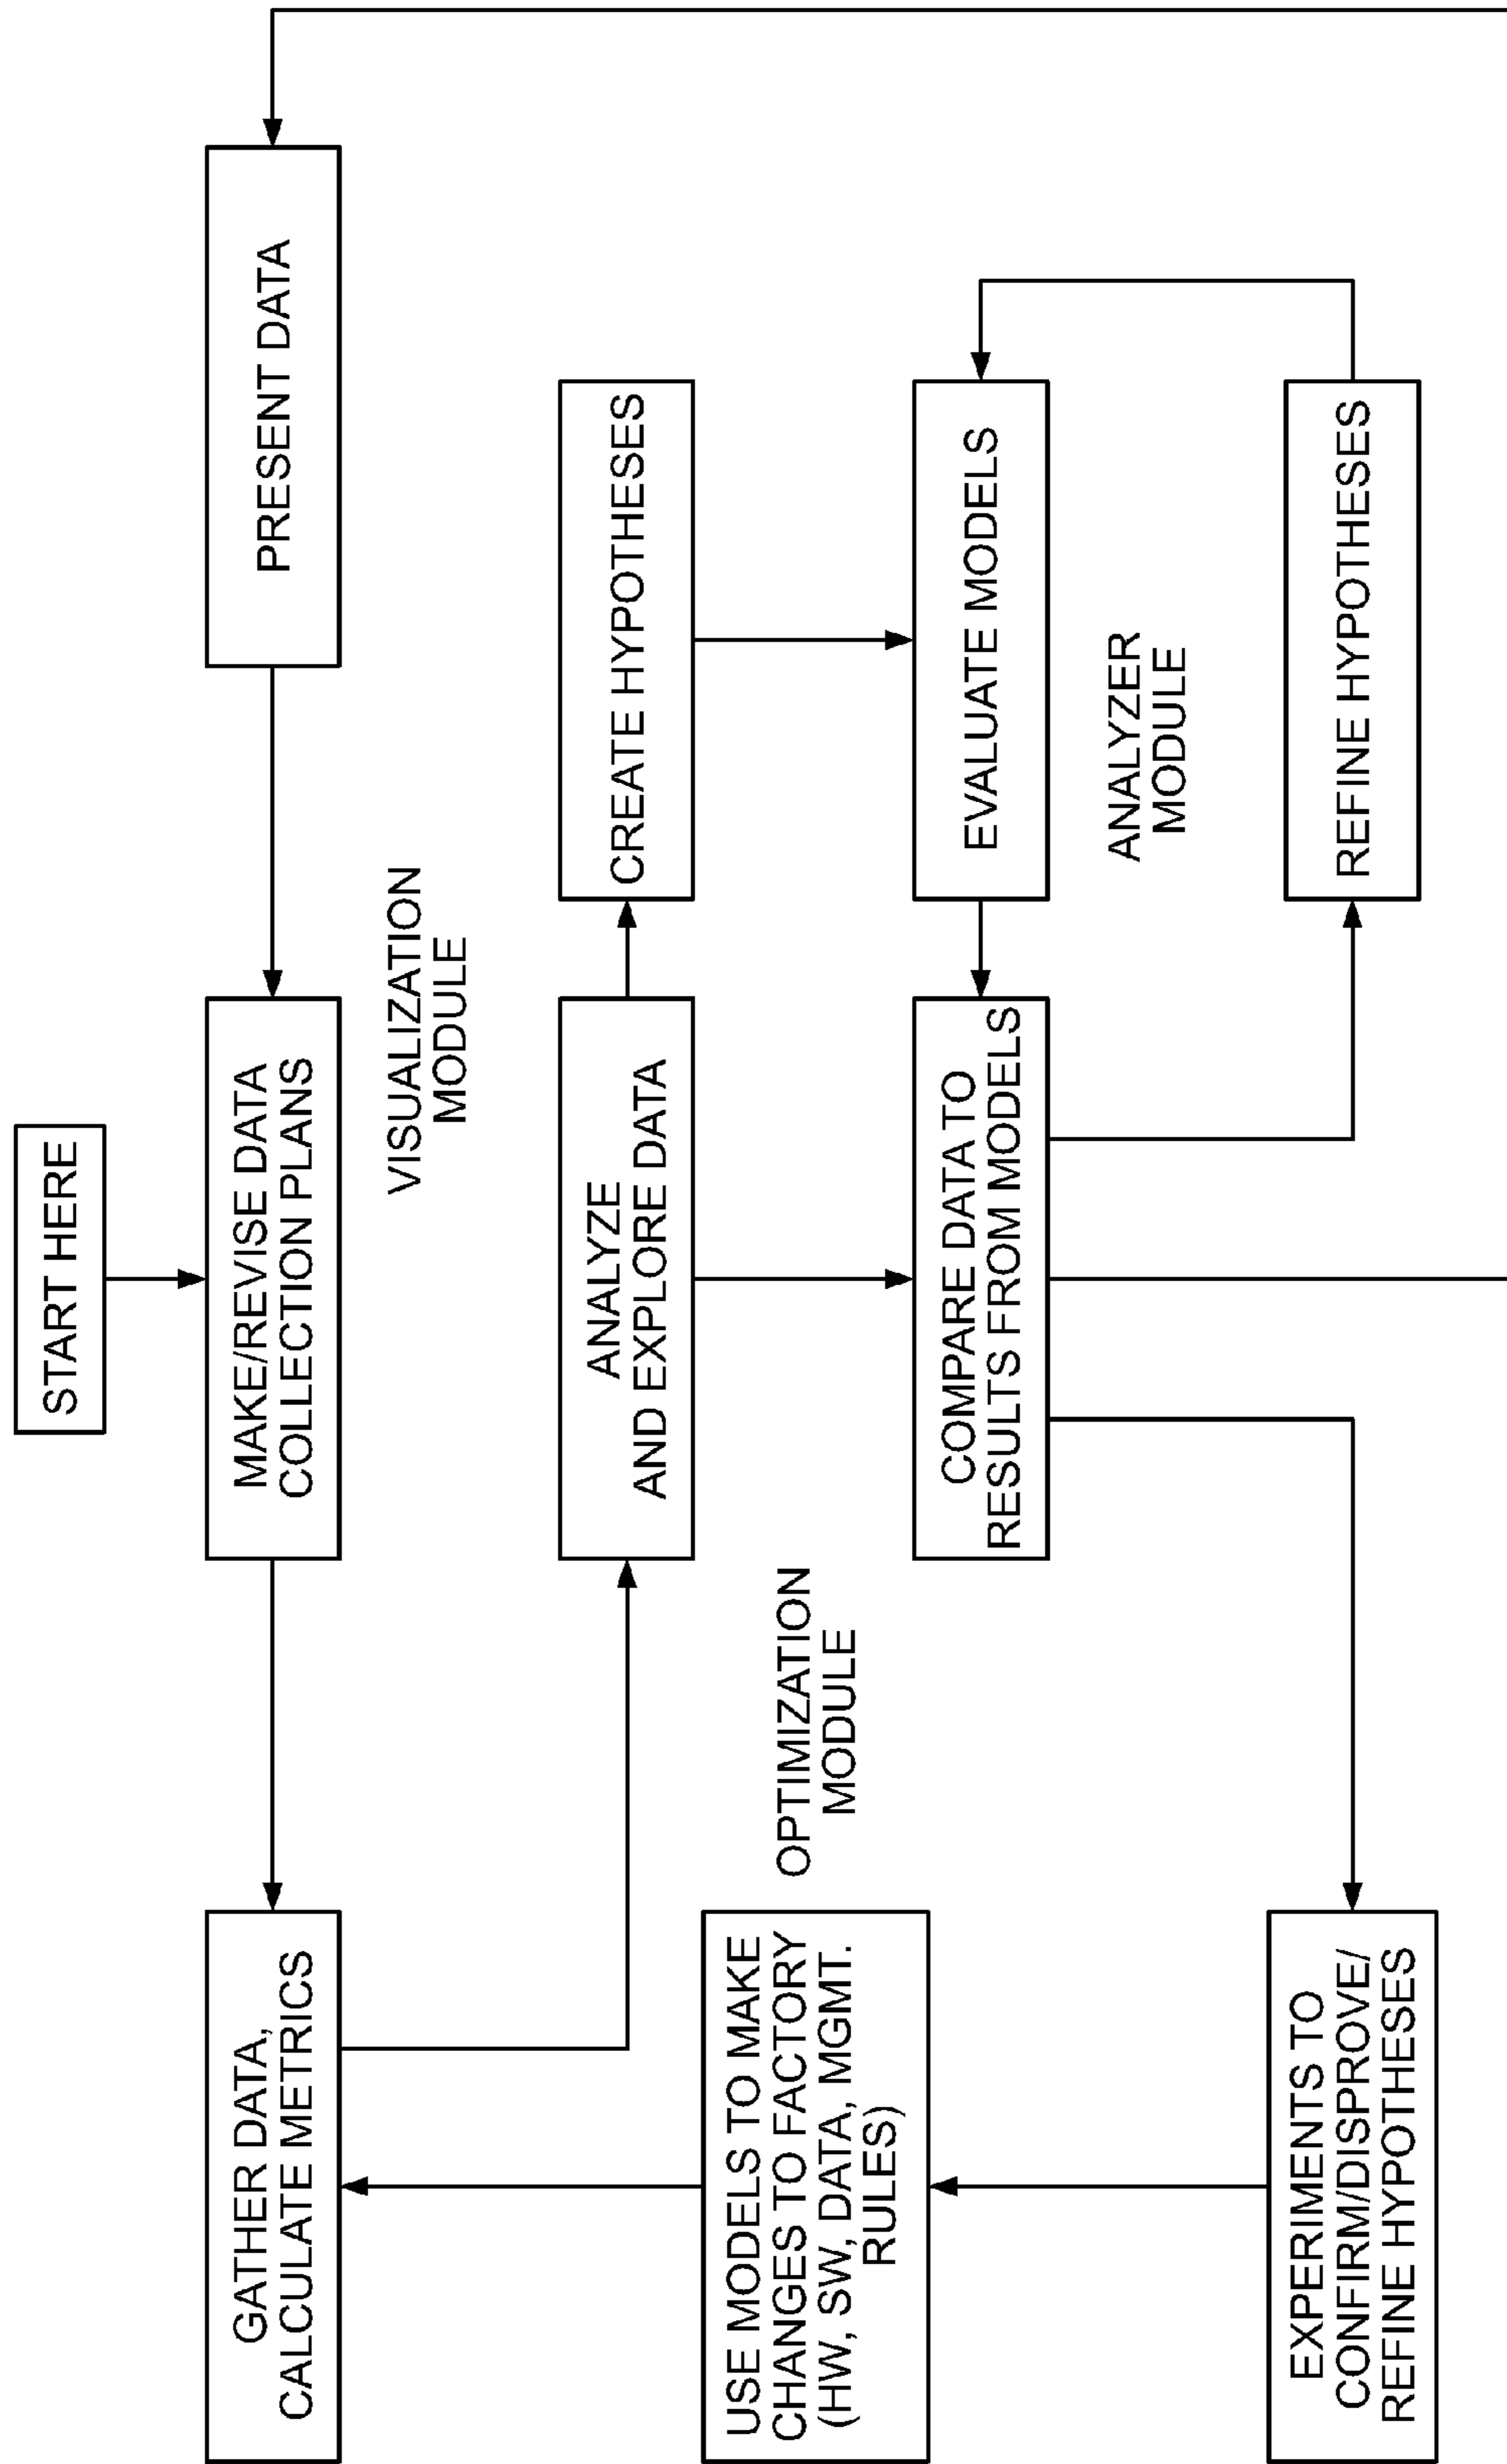 START HERE
GATHER DATA,
CALCULATE METRICS
MAKE/REVISE DATA
COLLECTION PLANS
PRESENT DATA
VISUALIZATION
MODULE
ANALYZE
AND EXPLORE DATA
CREATE HYPOTHESES
USE MODELS TO MAKE
CHANGES TO FACTORY
(HW, SW, DATA, MGMT.
RULES)
OPTIMIZATION
MODULE
COMPARE DATA TO
RESULTS FROM MODELS
EVALUATE MODELS
ANALYZER
MODULE
EXPERIMENTS TO
CONFIRM/DISPROVE/
REFINE HYPOTHESES
REFINE HYPOTHESES